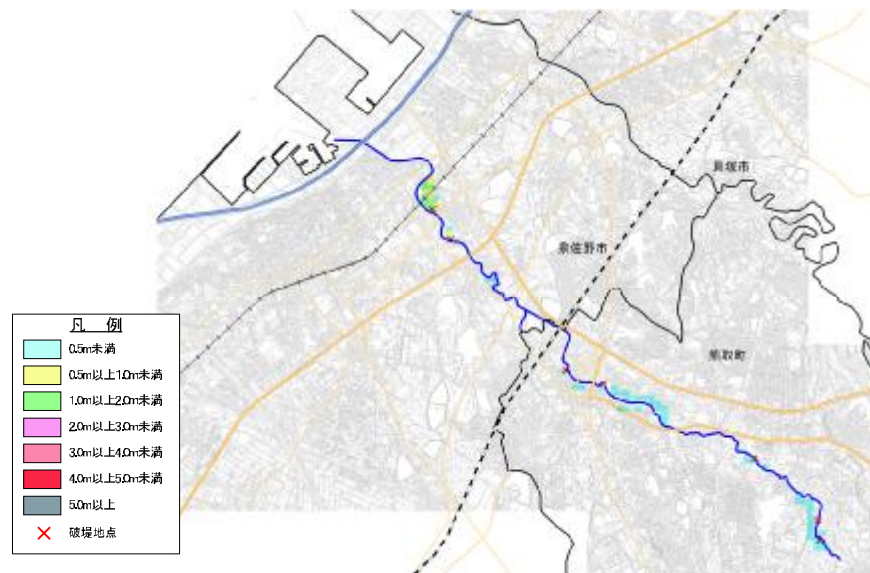 貝塚市
泉佐野市
熊取町
凡 例
0.5m未満
0.5m以上1.0m未満
1.0m以上2.0m未満
2.0m以上3.0m未満
3.0m以上4.0m未満
4.0m以上5.0m未満
5.0m以上
破堤地点